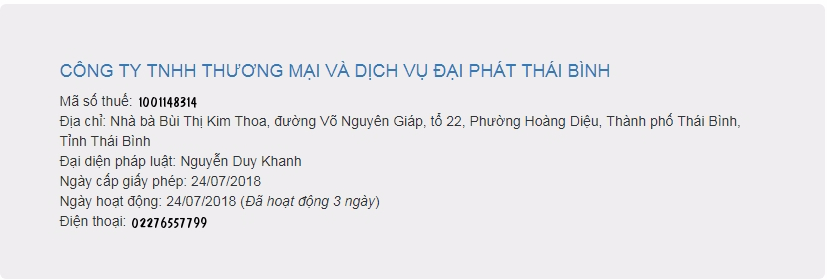 CÔNG TY TNHH THƯƠNG MẠI VÀ DỊCH VỤ ĐẠI PHÁT THÁI BÌNH
Mã số thuế: 1001148314
Địa chỉ: Nhà bà Bùi Thị Kim Thoa, đường Võ Nguyên Giáp, tổ 22, Phường Hoàng Diệu, Thành phố Thái Bình,
Tỉnh Thái Bình
Đại diện pháp luật: Nguyễn Duy Khanh
Ngày cấp giấy phép: 24/07/2018
Ngày hoạt động: 24/07/2018 (Đã hoạt động 3 ngày)
Điện thoại: 02276557799